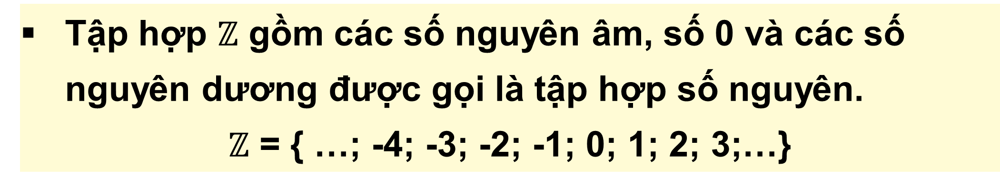 ▪ Tập hợp ℤ gồm các số nguyên âm, số 0 và các số
nguyên dương được gọi là tập hợp số nguyên.
ℤ = { …; -4; -3; -2; -1; 0; 1; 2; 3;…}